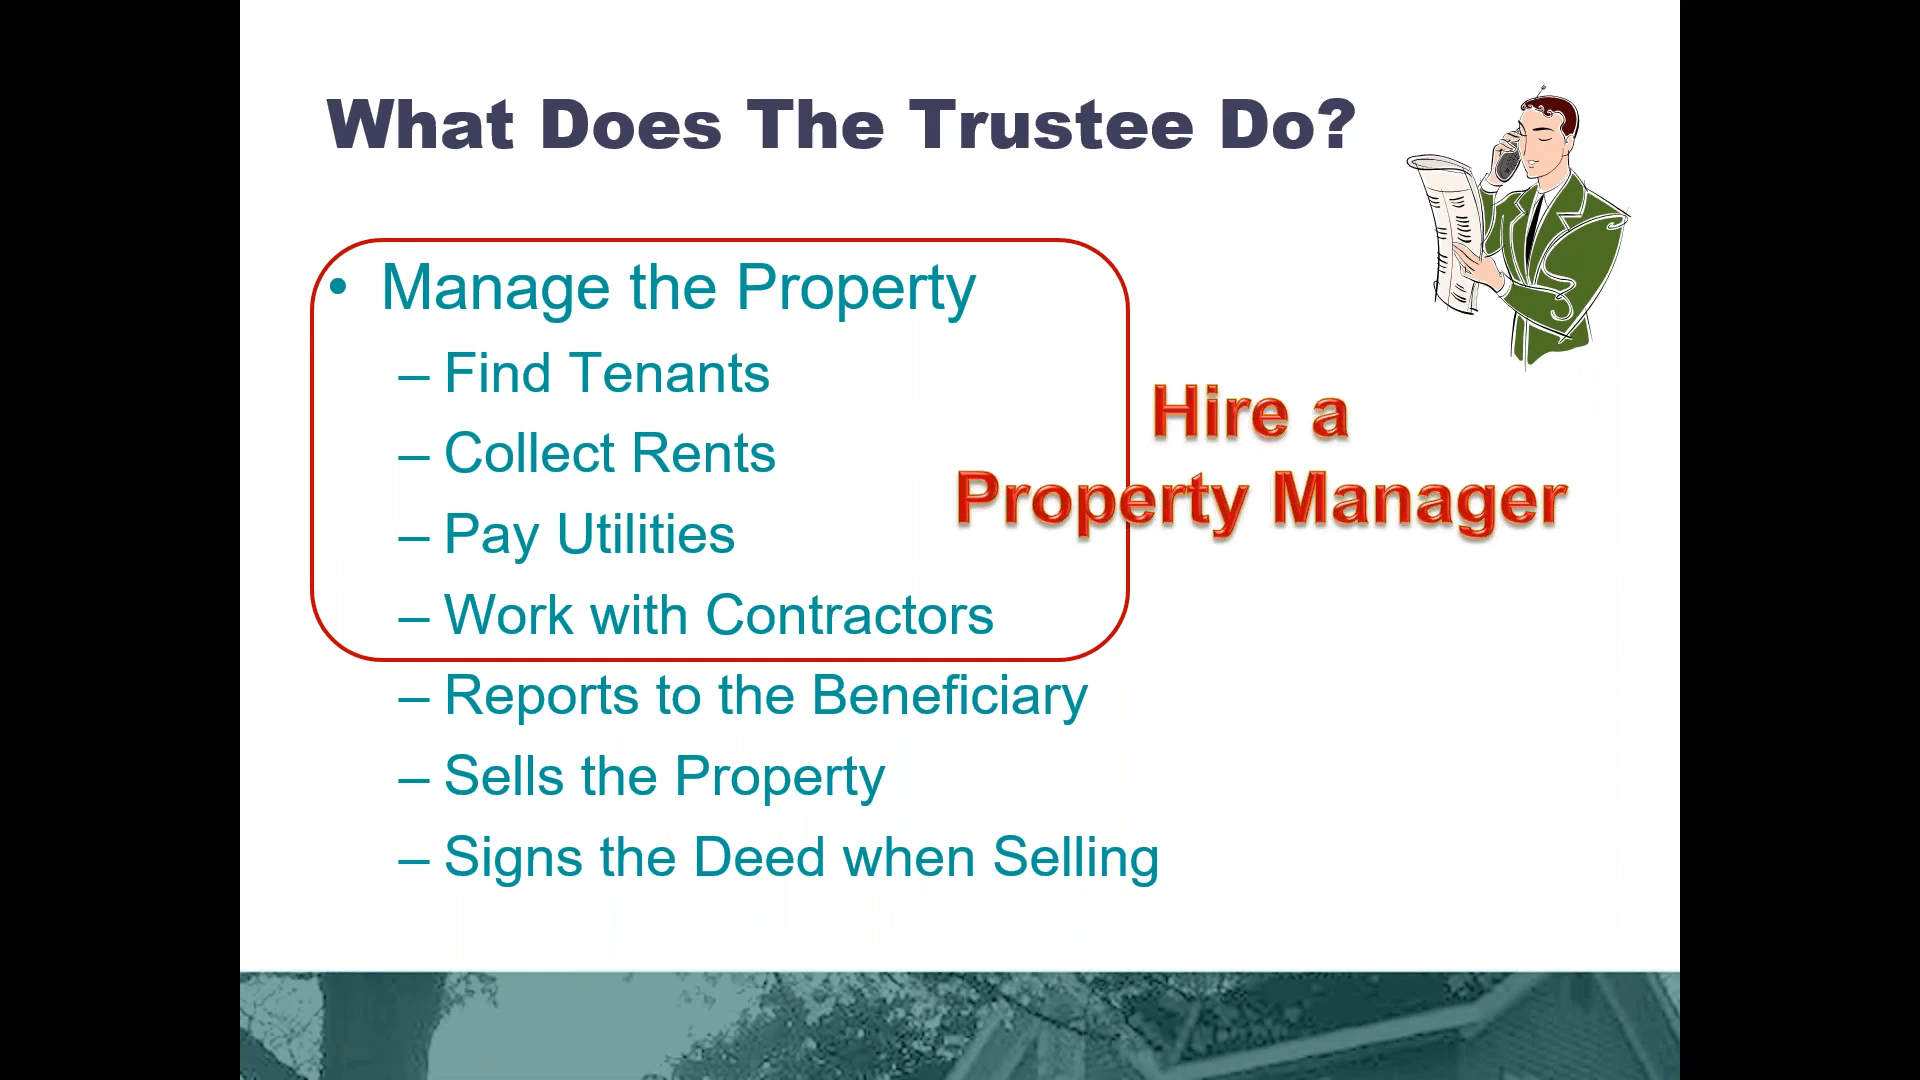 What Does The Trustee Do?
• Manage the Property
– Find Tenants
– Collect Rents
– Pay Utilities
– Work with Contractors
– Reports to the Beneficiary
– Sells the Property
– Signs the Deed when Selling
Hire a
Property Manager